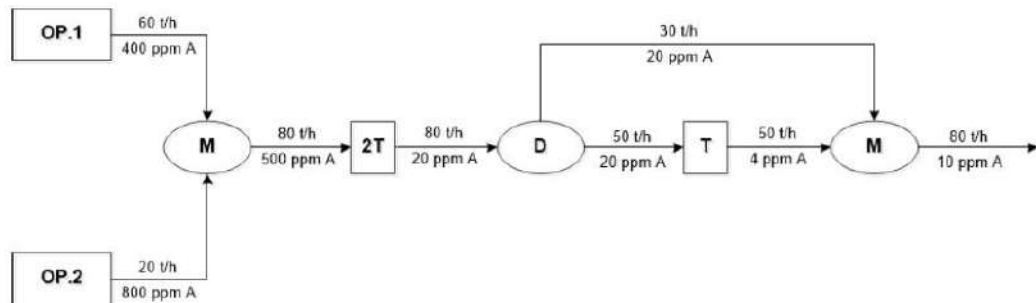 OP.1
60 t/h
400 ppm A
30 t/h
20 ppm A
M
80 t/h
500 ppm A
2T
80 t/h
20 ppm A
D
50 t/h
20 ppm A
T
50 t/h
4 ppm A
M
80 t/h
10 ppm A
OP.2
20 t/h
800 ppm A